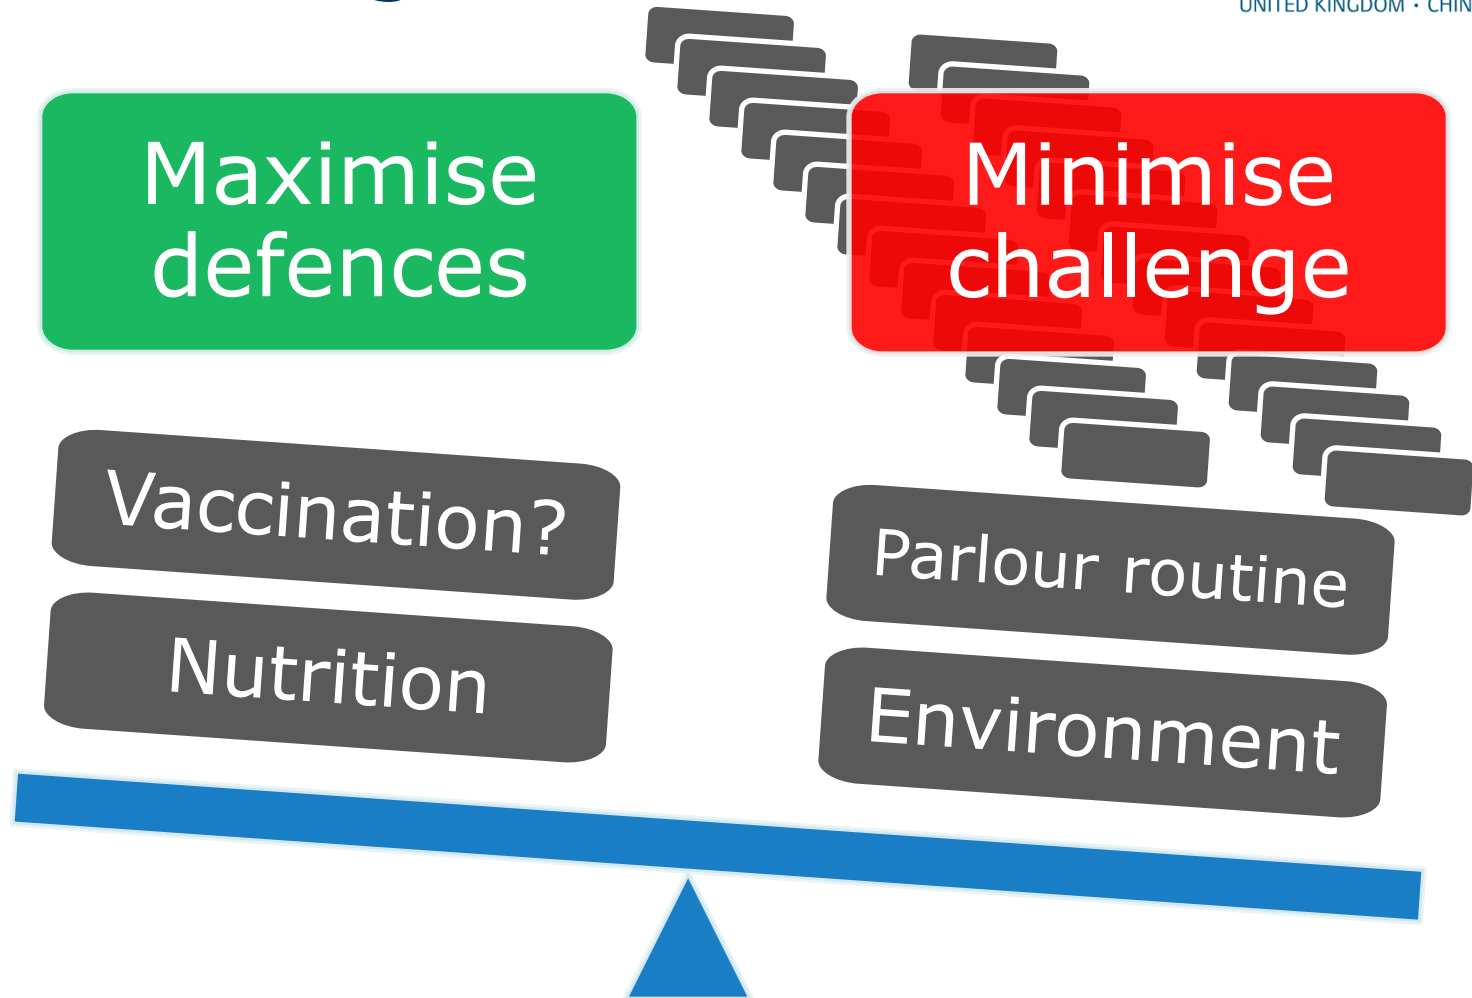 UNITED KINGDOM · CHIN
Maximise
defences
Minimise
challenge
Vaccination?
Parlour routine
Nutrition
Environment